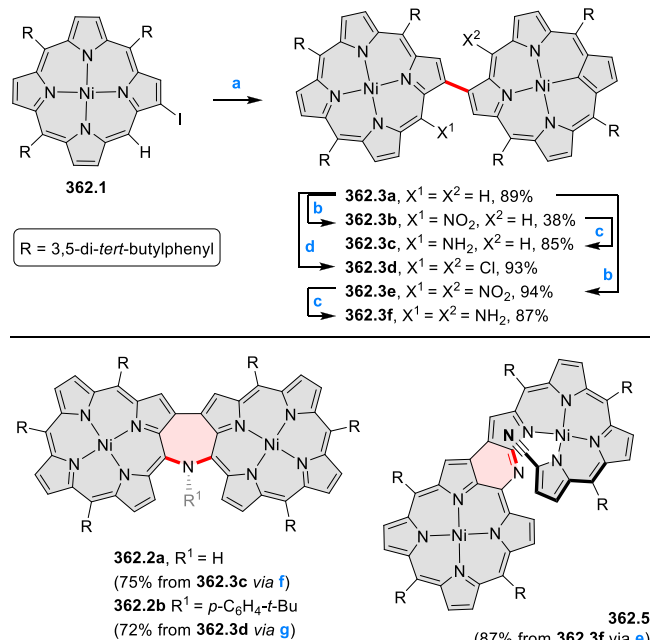 R
R
R
Ni
N
N
N
N
I
H
362.1
a
R
R
R
X¹
Ni
N
N
N
N
X²
R
R
R
Ni
N
N
N
N
R = 3,5-di-tert-butylphenyl
362.3a, X¹ = X² = H, 89%
b
362.3b, X¹ = NO₂, X² = H, 38%
c
362.3c, X¹ = NH₂, X² = H, 85%
d
362.3d, X¹ = X² = Cl, 93%
b
362.3e, X¹ = X² = NO₂, 94%
c
362.3f, X¹ = X² = NH₂, 87%
R
R
R
R
R
R
Ni
N
N
N
N
Ni
N
N
N
N
N
R¹
362.2a, R¹ = H
(75% from 362.3c via f)
362.2b R¹ = p-C₆H₄-t-Bu
(72% from 362.3d via g)
R
R
R
N
N
Ni
N
N
N
N
R
R
R
N
N
Ni
N
N
362.5
(87% from 362.3f via e)